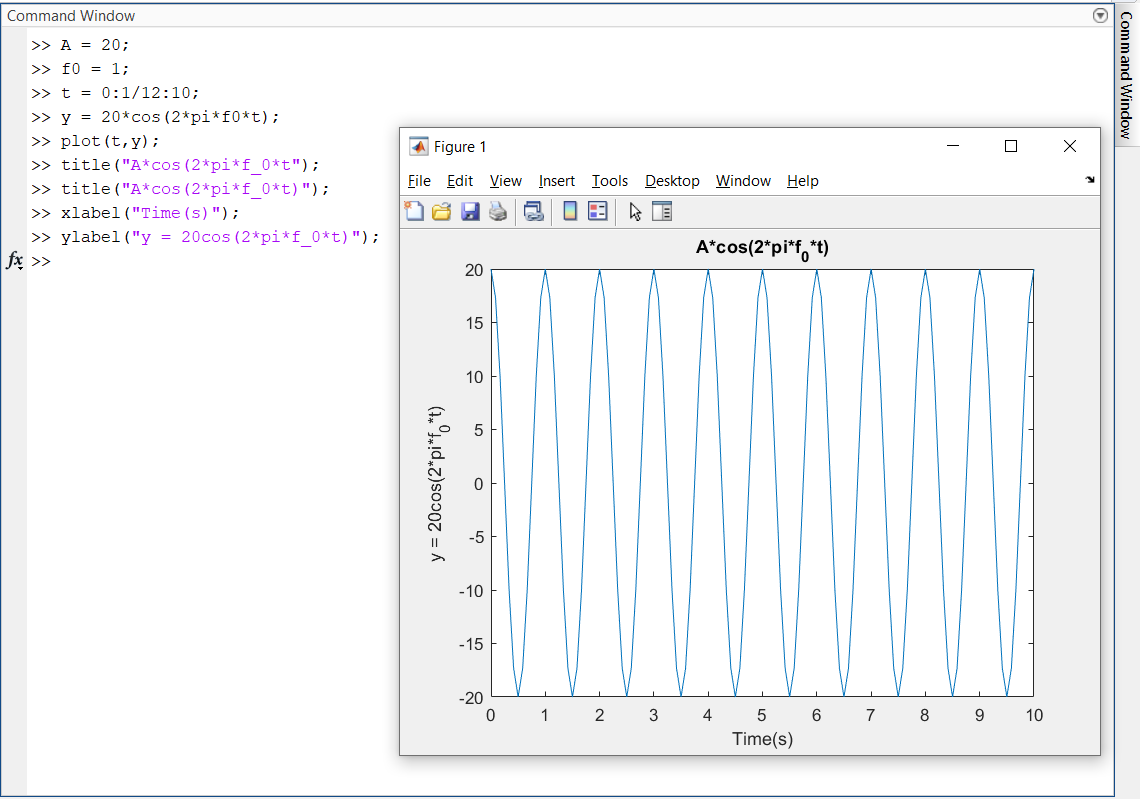 Command Window
>> A = 20;
>> f0 = 1;
>> t = 0:1/12:10;
>> y = 20*cos(2*pi*f0*t);
>> plot(t,y);
>> title("A*cos(2*pi*f_0*t");
>> title("A*cos(2*pi*f_0*t)");
>> xlabel("Time(s)");
>> ylabel("y = 20cos(2*pi*f_0*t)");
fx >>
Command Window
Figure 1
File Edit View Insert Tools Desktop Window Help
A*cos(2*pi*f0*t)
y = 20cos(2*pi*f0*t)
20
15
10
5
0
-5
-10
-15
-20
0 1 2 3 4 5 6 7 8 9 10
Time(s)